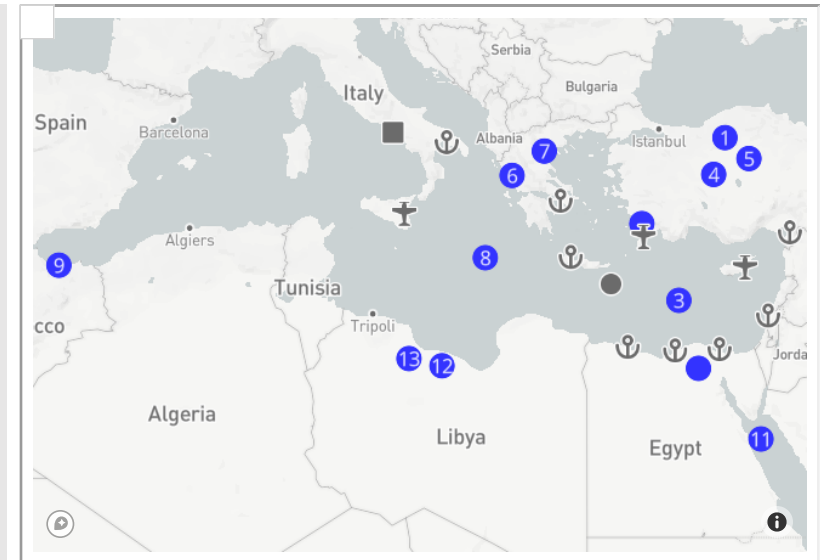 Serbia
Italy
Bulgaria
Spain
Barcelona
Albania
Istanbul
1
7
5
6
4
Algiers
8
9
Tunisia
3
cco
Tripoli
13
12
Jorda
Algeria
Libya
Egypt
11
i